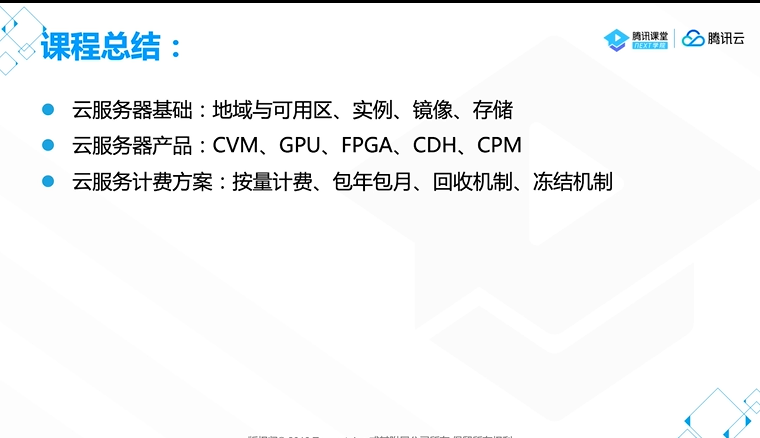 课程总结：
腾讯课堂
NEXT学院
腾讯云
云服务器基础：地域与可用区、实例、镜像、存储
云服务器产品：CVM、GPU、FPGA、CDH、CPM
云服务计费方案：按量计费、包年包月、回收机制、冻结机制